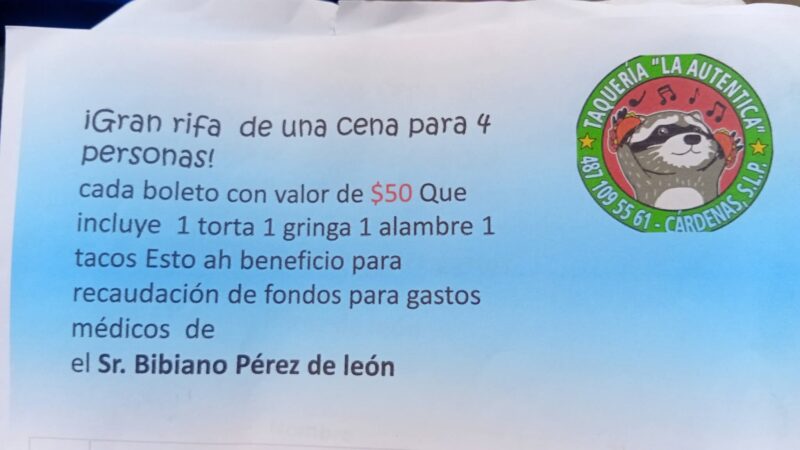 ¡Gran rifa de una cena para 4
personas!
cada boleto con valor de $50 Que
incluye 1 torta 1 gringa 1 alambre 1
tacos Esto ah beneficio para
recaudación de fondos para gastos
médicos de
el Sr. Bibiano Pérez de león
TAQUERÍA "LA AUTENTICA"
487 109 55 61 - CÁRDENAS, S.L.P.